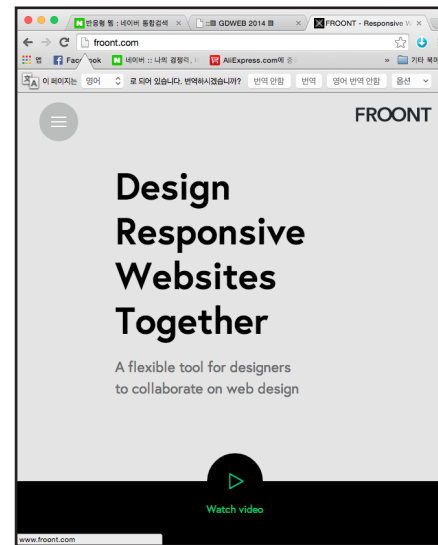 반응형 웹 : 네이버 통합검색
GDWEB 2014
FROONT - Responsive W
froont.com
앱
Facebook
네이버 :: 나의 경쟁력,
AliExpress.com에
»
기타 북마
이 페이지는 영어 로 되어 있습니다. 번역하시겠습니까? 번역 안함 번역 영어 번역 안함 옵션
FROONT
Design
Responsive
Websites
Together
A flexible tool for designers
to collaborate on web design
Watch video
www.froont.com